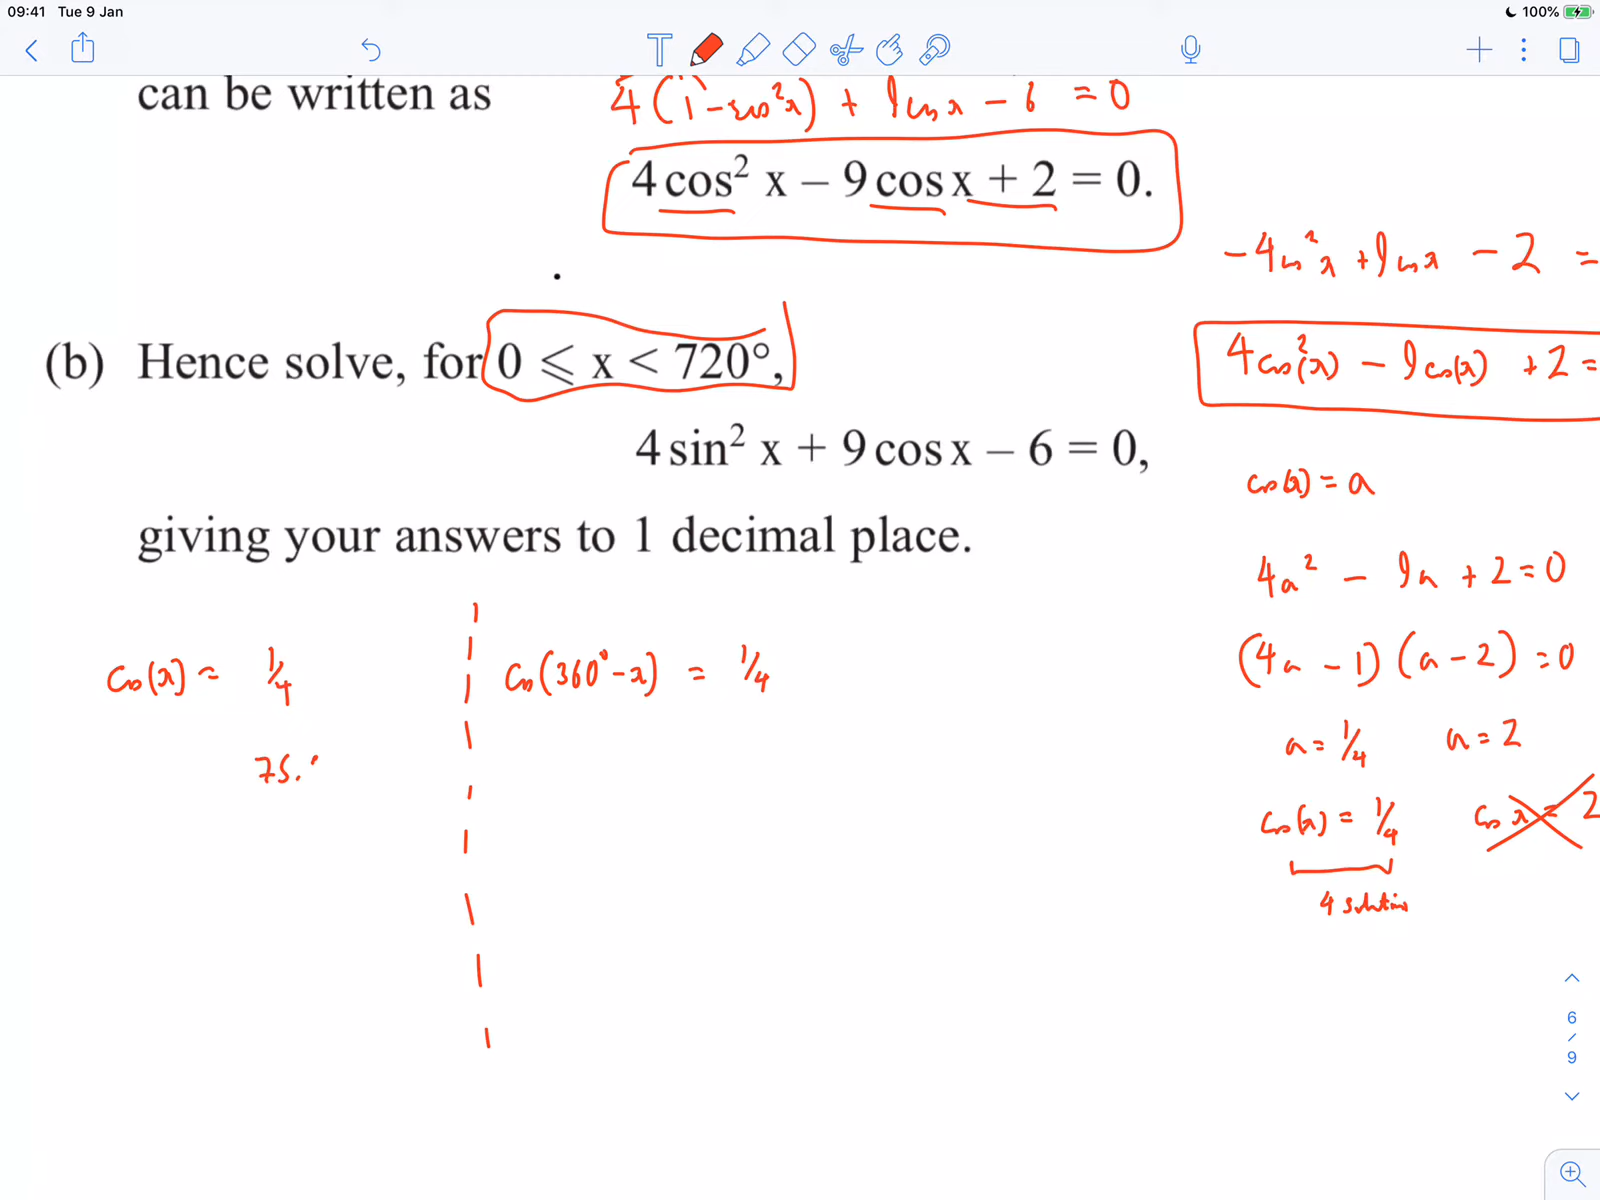 09:41 Tue 9 Jan 100%
can be written as
4(1-cos²x) + 9cosx - 6 = 0
4 cos² x – 9 cos x + 2 = 0.
-4cos²x + 9cosx - 2 =
(b) Hence solve, for 0 ⩽ x < 720°,
4cos²(x) - 9cos(x) + 2 =
4 sin² x + 9 cos x – 6 = 0,
cos(x) = a
giving your answers to 1 decimal place.
4a² - 9a + 2 = 0
(4a - 1)(a - 2) = 0
cos(x) = 1/4
cos(360° - x) = 1/4
a = 1/4 a = 2
75.
cos(x) = 1/4 cos x = 2
4 solutions
6
/
9